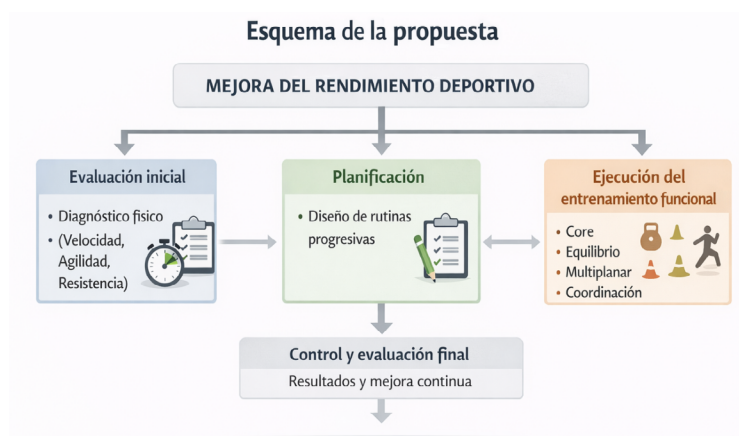 Esquema de la propuesta
MEJORA DEL RENDIMIENTO DEPORTIVO
Evaluación inicial
• Diagnóstico fisico
• (Velocidad,
Agilidad,
Resistencia)
Planificación
• Diseño de rutinas
progresivas
Ejecución del
entrenamiento funcional
• Core
• Equilibrio
• Multiplanar
• Coordinación
Control y evaluación final
Resultados y mejora continua